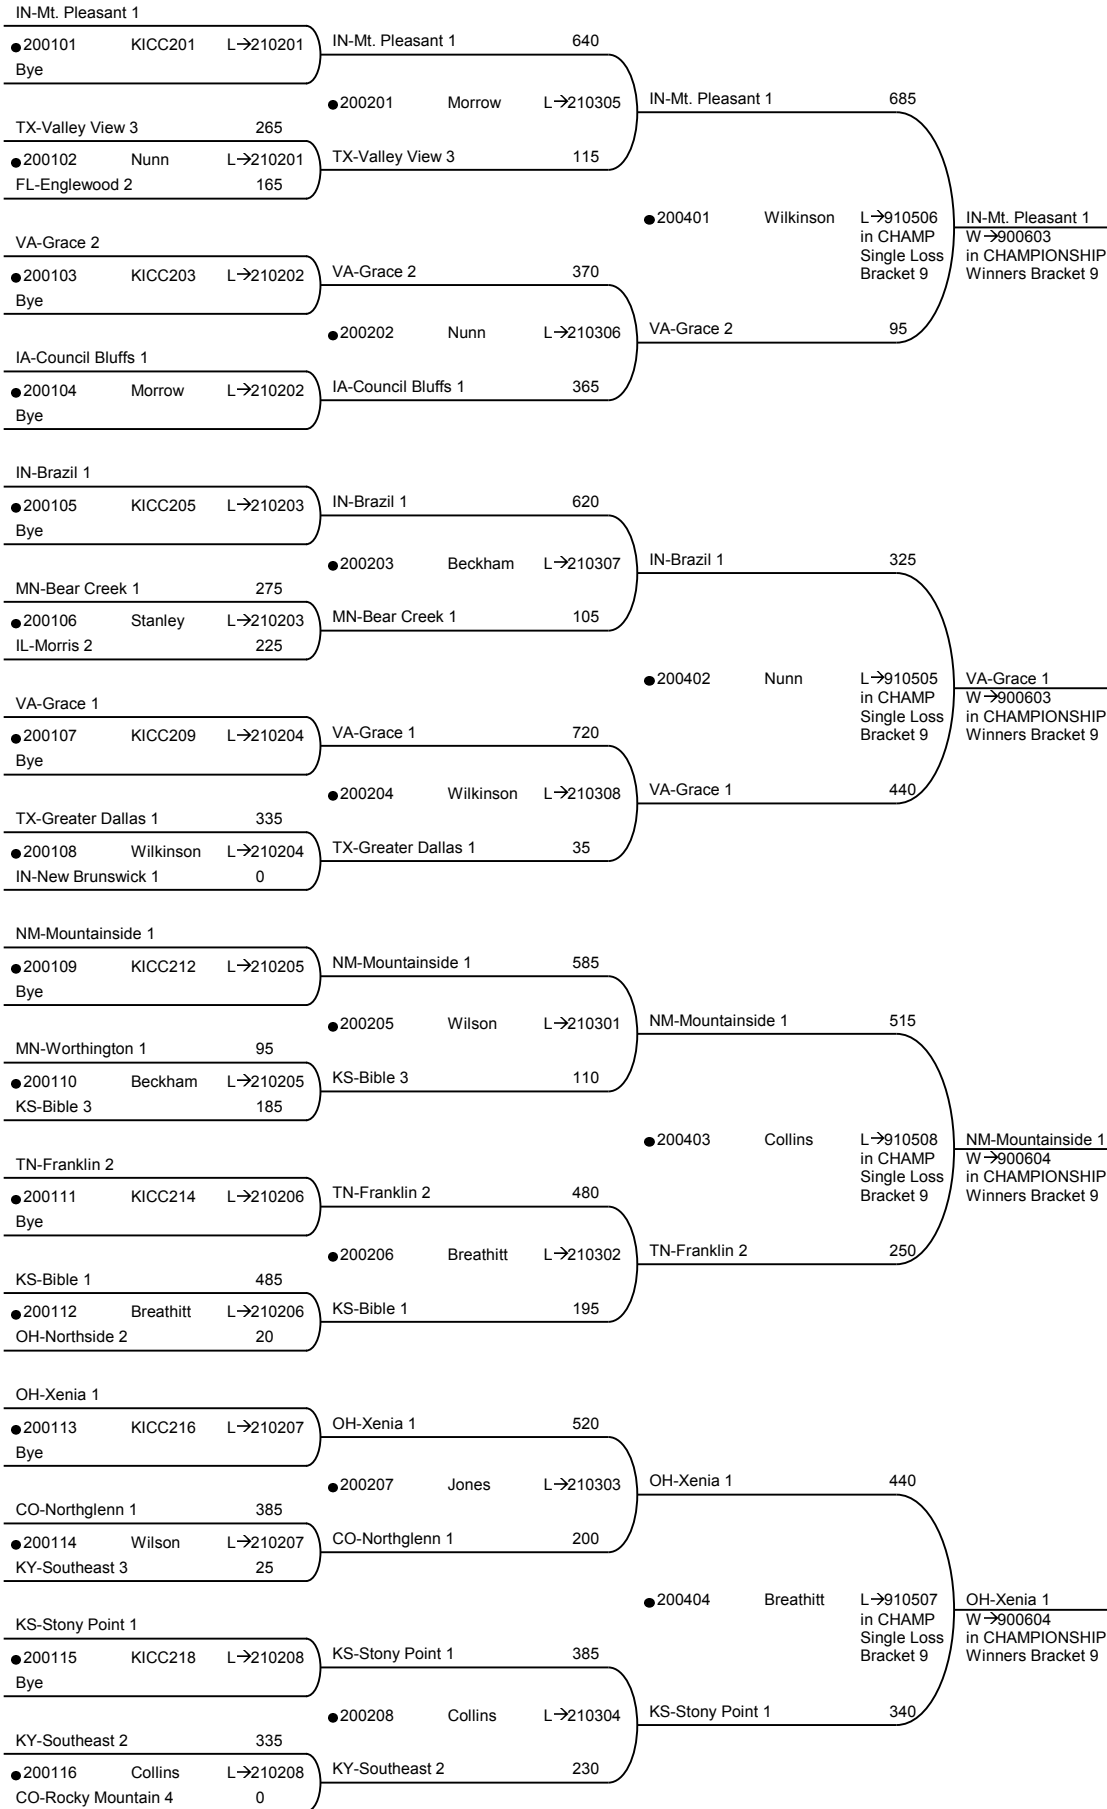 IN-Mt. Pleasant 1
●200101 KICC201 L→210201
Bye
IN-Mt. Pleasant 1 640
●200201 Morrow L→210305
TX-Valley View 3 265
●200102 Nunn L→210201
FL-Englewood 2 165
TX-Valley View 3 115
IN-Mt. Pleasant 1 685
●200401 Wilkinson L→910506
in CHAMP
Single Loss
Bracket 9
IN-Mt. Pleasant 1
W→900603
in CHAMPIONSHIP
Winners Bracket 9
VA-Grace 2
●200103 KICC203 L→210202
Bye
VA-Grace 2 370
●200202 Nunn L→210306
VA-Grace 2 95
IA-Council Bluffs 1
●200104 Morrow L→210202
Bye
IA-Council Bluffs 1 365
IN-Brazil 1
●200105 KICC205 L→210203
Bye
IN-Brazil 1 620
●200203 Beckham L→210307
IN-Brazil 1 325
MN-Bear Creek 1 275
●200106 Stanley L→210203
IL-Morris 2 225
MN-Bear Creek 1 105
●200402 Nunn L→910505
in CHAMP
Single Loss
Bracket 9
VA-Grace 1
W→900603
in CHAMPIONSHIP
Winners Bracket 9
VA-Grace 1
●200107 KICC209 L→210204
Bye
VA-Grace 1 720
●200204 Wilkinson L→210308
VA-Grace 1 440
TX-Greater Dallas 1 335
●200108 Wilkinson L→210204
IN-New Brunswick 1 0
TX-Greater Dallas 1 35
NM-Mountainside 1
●200109 KICC212 L→210205
Bye
NM-Mountainside 1 585
●200205 Wilson L→210301
NM-Mountainside 1 515
MN-Worthington 1 95
●200110 Beckham L→210205
KS-Bible 3 185
KS-Bible 3 110
●200403 Collins L→910508
in CHAMP
Single Loss
Bracket 9
NM-Mountainside 1
W→900604
in CHAMPIONSHIP
Winners Bracket 9
TN-Franklin 2
●200111 KICC214 L→210206
Bye
TN-Franklin 2 480
●200206 Breathitt L→210302
TN-Franklin 2 250
KS-Bible 1 485
●200112 Breathitt L→210206
OH-Northside 2 20
KS-Bible 1 195
OH-Xenia 1
●200113 KICC216 L→210207
Bye
OH-Xenia 1 520
●200207 Jones L→210303
OH-Xenia 1 440
CO-Northglenn 1 385
●200114 Wilson L→210207
KY-Southeast 3 25
CO-Northglenn 1 200
●200404 Breathitt L→910507
in CHAMP
Single Loss
Bracket 9
OH-Xenia 1
W→900604
in CHAMPIONSHIP
Winners Bracket 9
KS-Stony Point 1
●200115 KICC218 L→210208
Bye
KS-Stony Point 1 385
●200208 Collins L→210304
KS-Stony Point 1 340
KY-Southeast 2 335
●200116 Collins L→210208
CO-Rocky Mountain 4 0
KY-Southeast 2 230